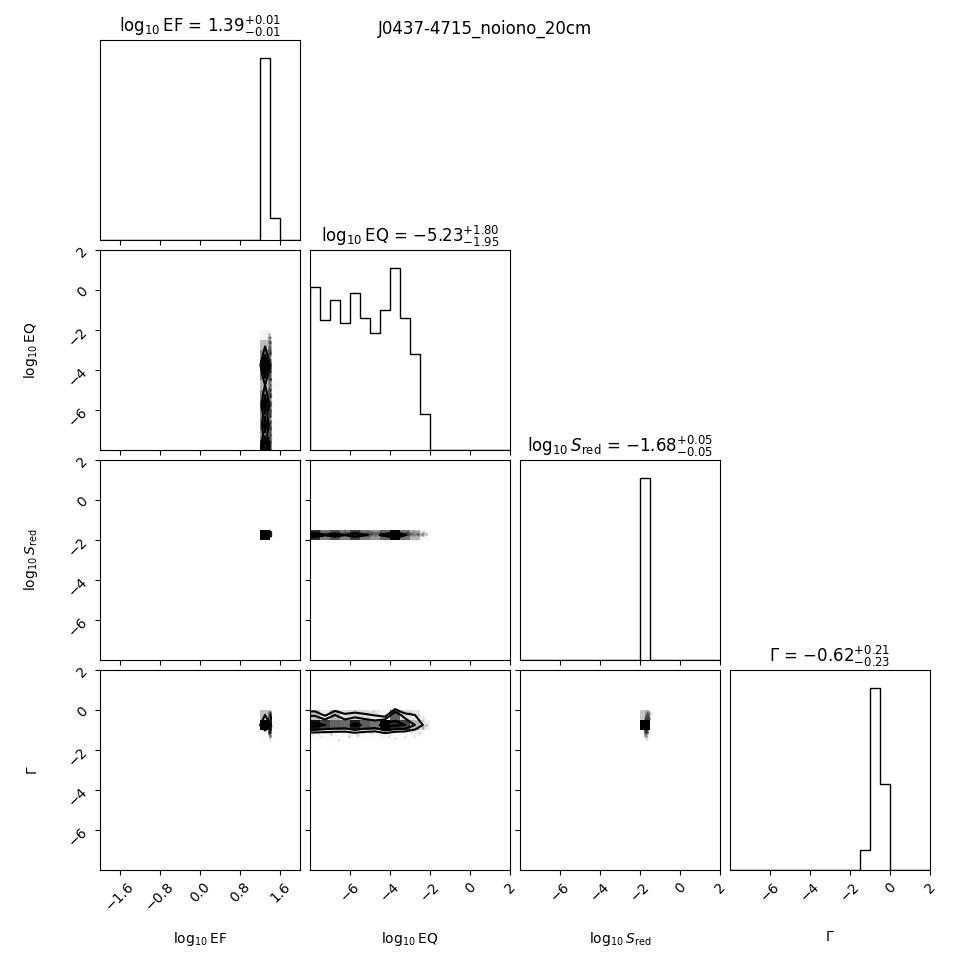 log₁₀ EF = 1.39⁺⁰·⁰¹₋₀.₀₁
J0437-4715_noiono_20cm
log₁₀ EQ = −5.23⁺¹·⁸⁰₋₁.₉₅
2
0
−2
−4
−6
log₁₀ EQ
log₁₀ Sred = −1.68⁺⁰·⁰⁵₋₀.₀₅
2
0
−2
−4
−6
log₁₀ Sred
Γ = −0.62⁺⁰·²¹₋₀.₂₃
2
0
−2
−4
−6
Γ
−1.6 −0.8 0.0 0.8 1.6 −6 −4 −2 0 2 −6 −4 −2 0 2 −6 −4 −2 0 2
log₁₀ EF log₁₀ EQ log₁₀ Sred Γ